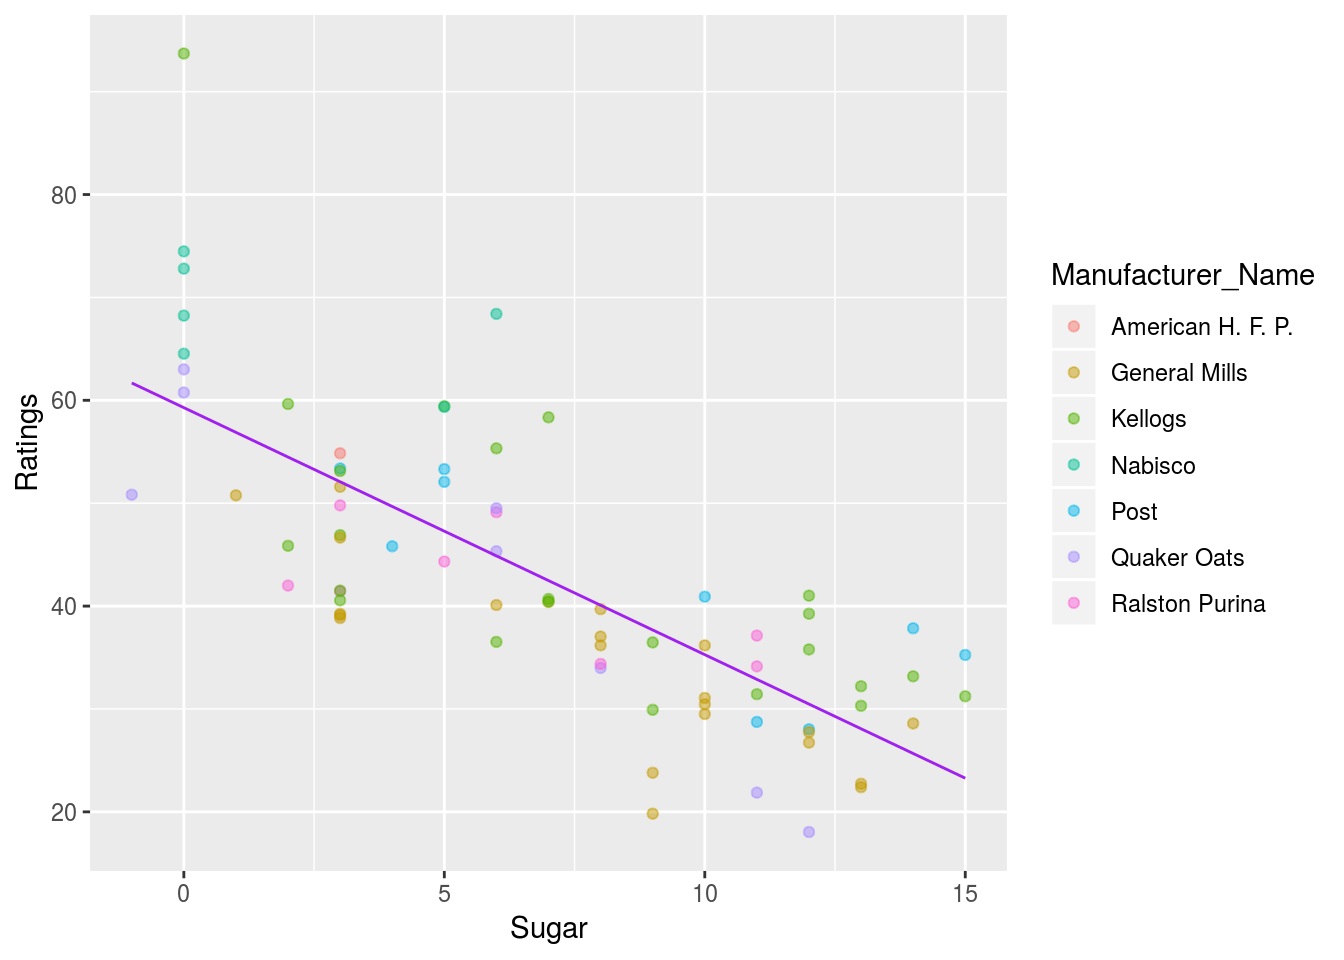 80
60
40
20
Ratings
0 5 10 15
Sugar
Manufacturer_Name
American H. F. P.
General Mills
Kellogs
Nabisco
Post
Quaker Oats
Ralston Purina